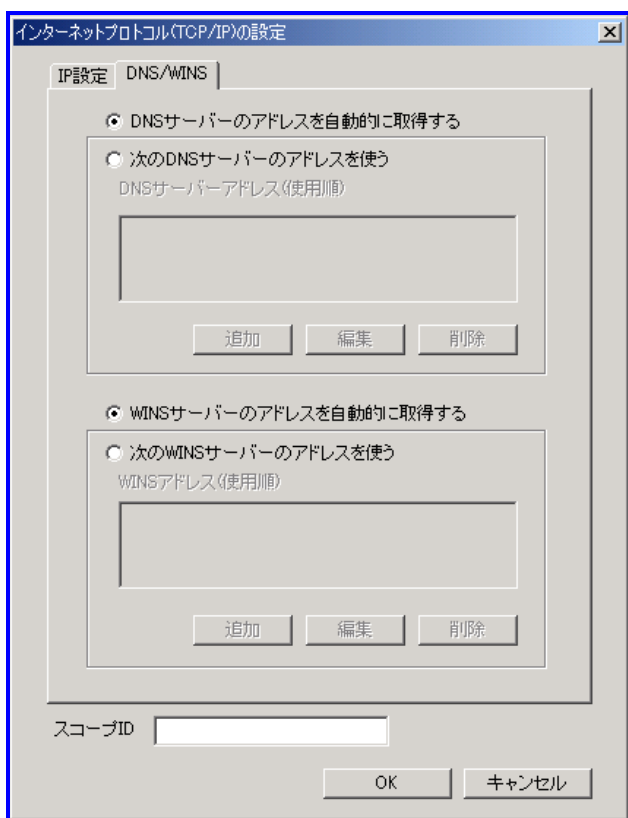 インターネットプロトコル(TCP/IP)の設定
IP設定 DNS/WINS
DNSサーバーのアドレスを自動的に取得する
次のDNSサーバーのアドレスを使う
DNSサーバーアドレス(使用順)
追加 編集 削除
WINSサーバーのアドレスを自動的に取得する
次のWINSサーバーのアドレスを使う
WINSアドレス(使用順)
追加 編集 削除
スコープID
OK キャンセル